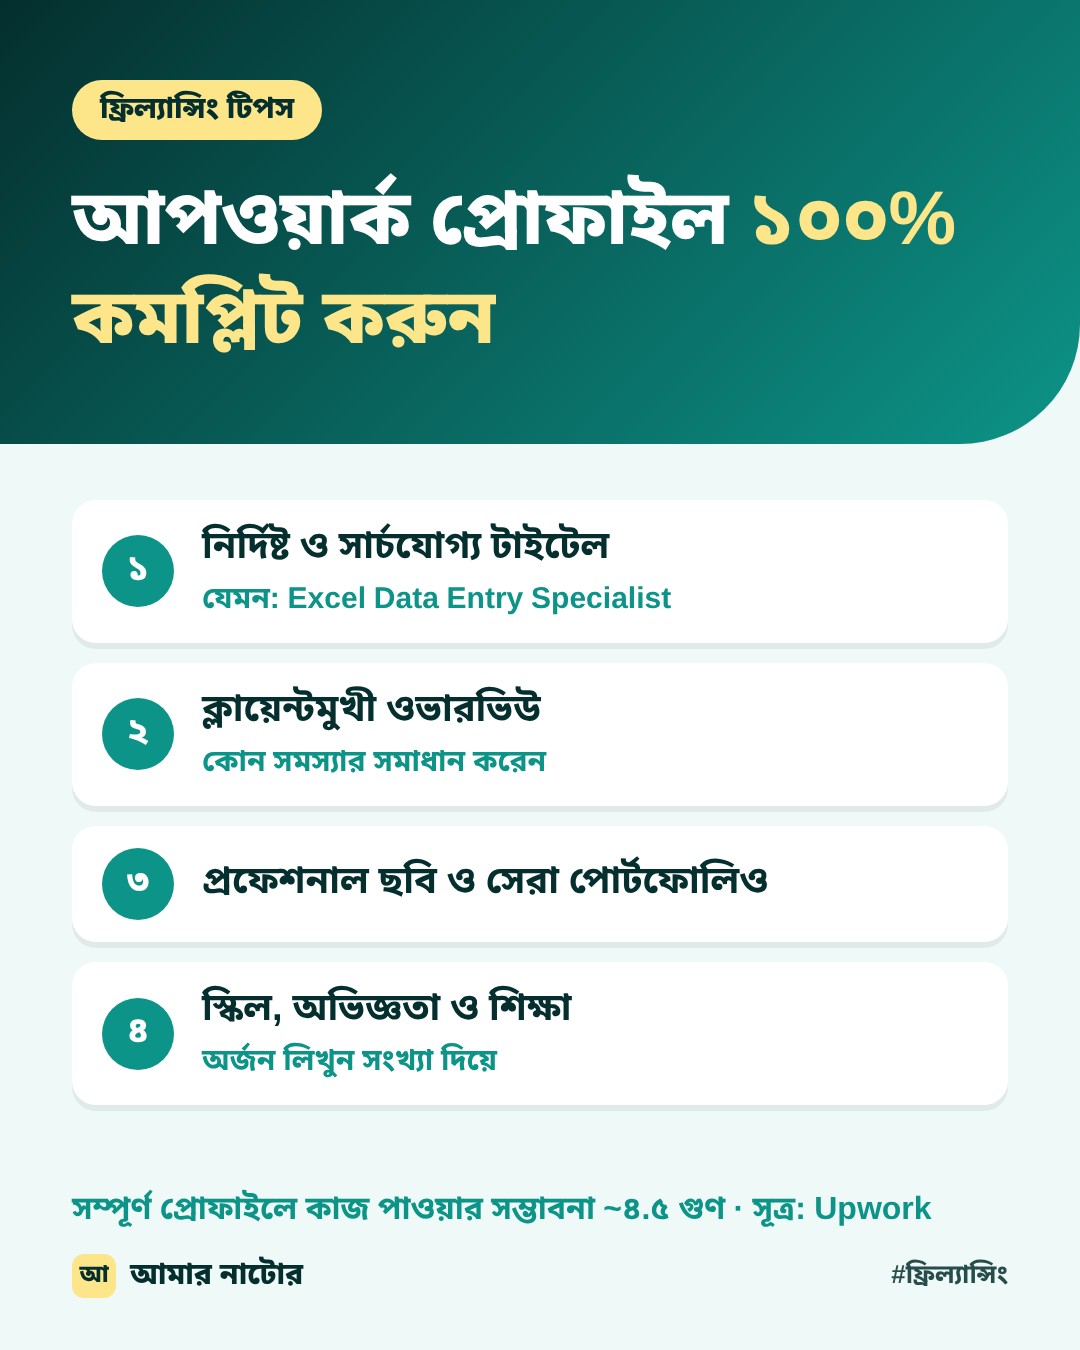 ফ্রিল্যান্সিং টিপস
আপওয়ার্ক প্রোফাইল ১০০%
কমপ্লিট করুন
১
নির্দিষ্ট ও সার্চযোগ্য টাইটেল
যেমন: Excel Data Entry Specialist
২
ক্লায়েন্টমুখী ওভারভিউ
কোন সমস্যার সমাধান করেন
৩
প্রফেশনাল ছবি ও সেরা পোর্টফোলিও
৪
স্কিল, অভিজ্ঞতা ও শিক্ষা
অর্জন লিখুন সংখ্যা দিয়ে
সম্পূর্ণ প্রোফাইলে কাজ পাওয়ার সম্ভাবনা ~৪.৫ গুণ · সূত্র: Upwork
আ আমার নাটোর
#ফ্রিল্যান্সিং